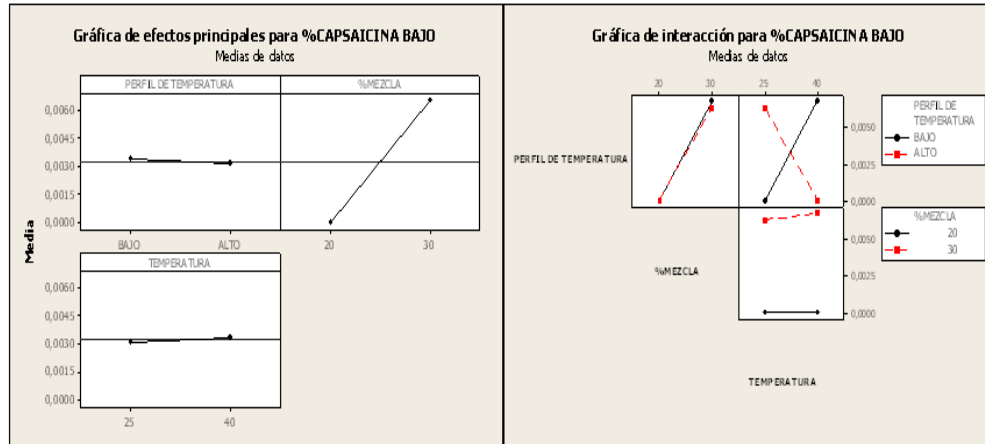 Gráfica de efectos principales para %CAPSAICINA BAJO
Medias de datos
PERFIL DE TEMPERATURA
%MEZCLA
0,0060
0,0045
0,0030
0,0015
0,0000
BAJO
ALTO
20
30
Media
TEMPERATURA
0,0060
0,0045
0,0030
0,0015
0,0000
25
40
Gráfica de interacción para %CAPSAICINA BAJO
Medias de datos
20
30
25
40
PERFIL DE TEMPERATURA
0,0050
0,0025
0,0000
PERFIL DE
TEMPERATURA
BAJO
ALTO
%MEZCLA
0,0050
0,0025
0,0000
%MEZCLA
20
30
TEMPERATURA